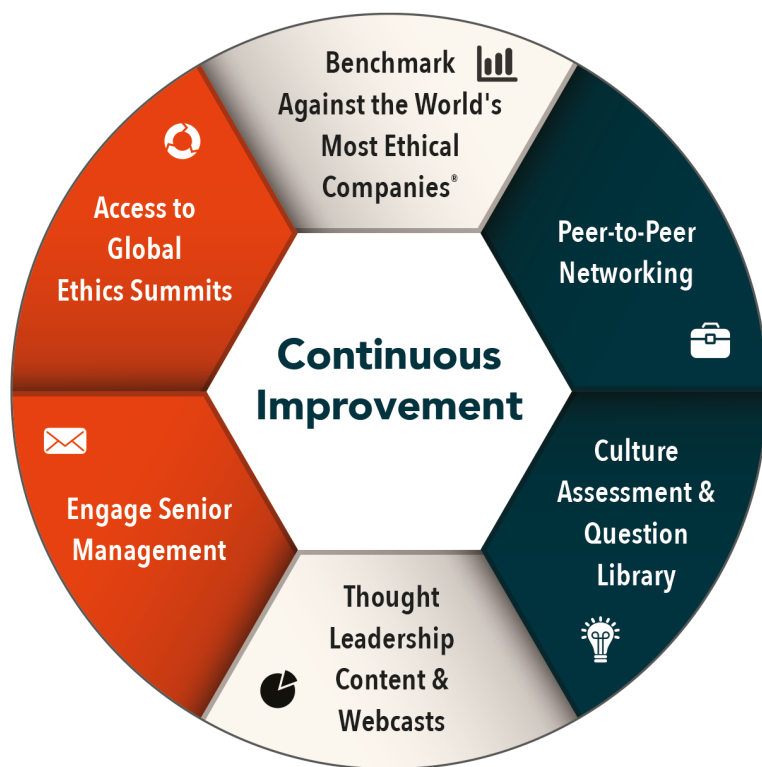 Benchmark
Against the World's
Most Ethical
Companies®
Peer-to-Peer
Networking
Culture
Assessment &
Question
Library
Thought
Leadership
Content &
Webcasts
Engage Senior
Management
Access to
Global
Ethics Summits
Continuous
Improvement